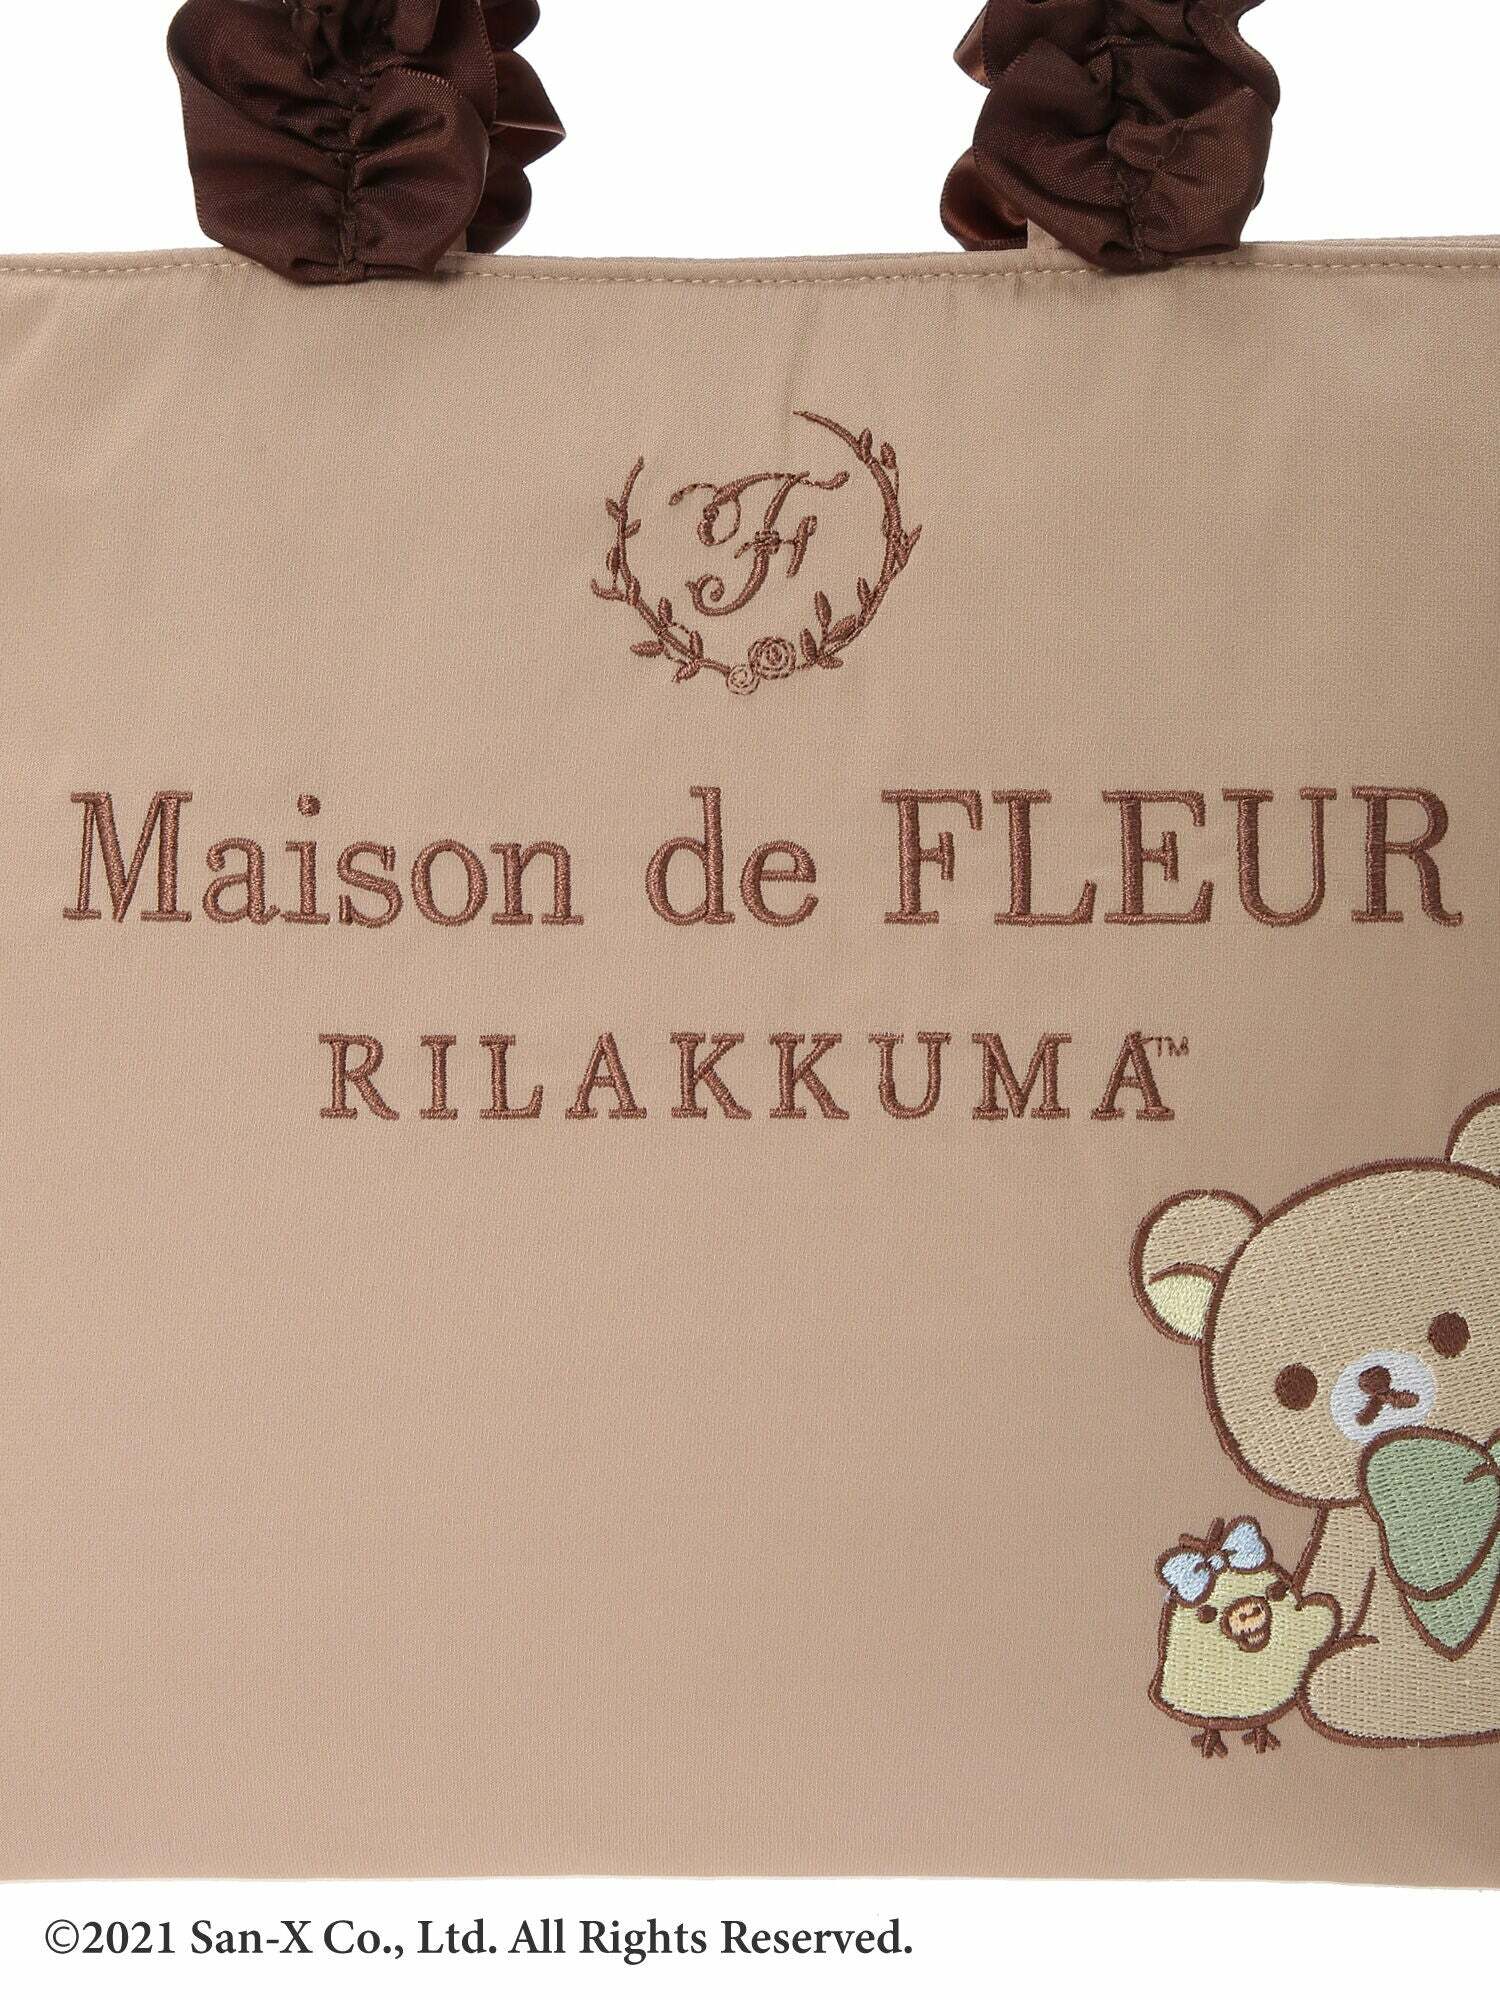 F
Maison de FLEUR
RILAKKUMA™
©2021 San-X Co., Ltd. All Rights Reserved.